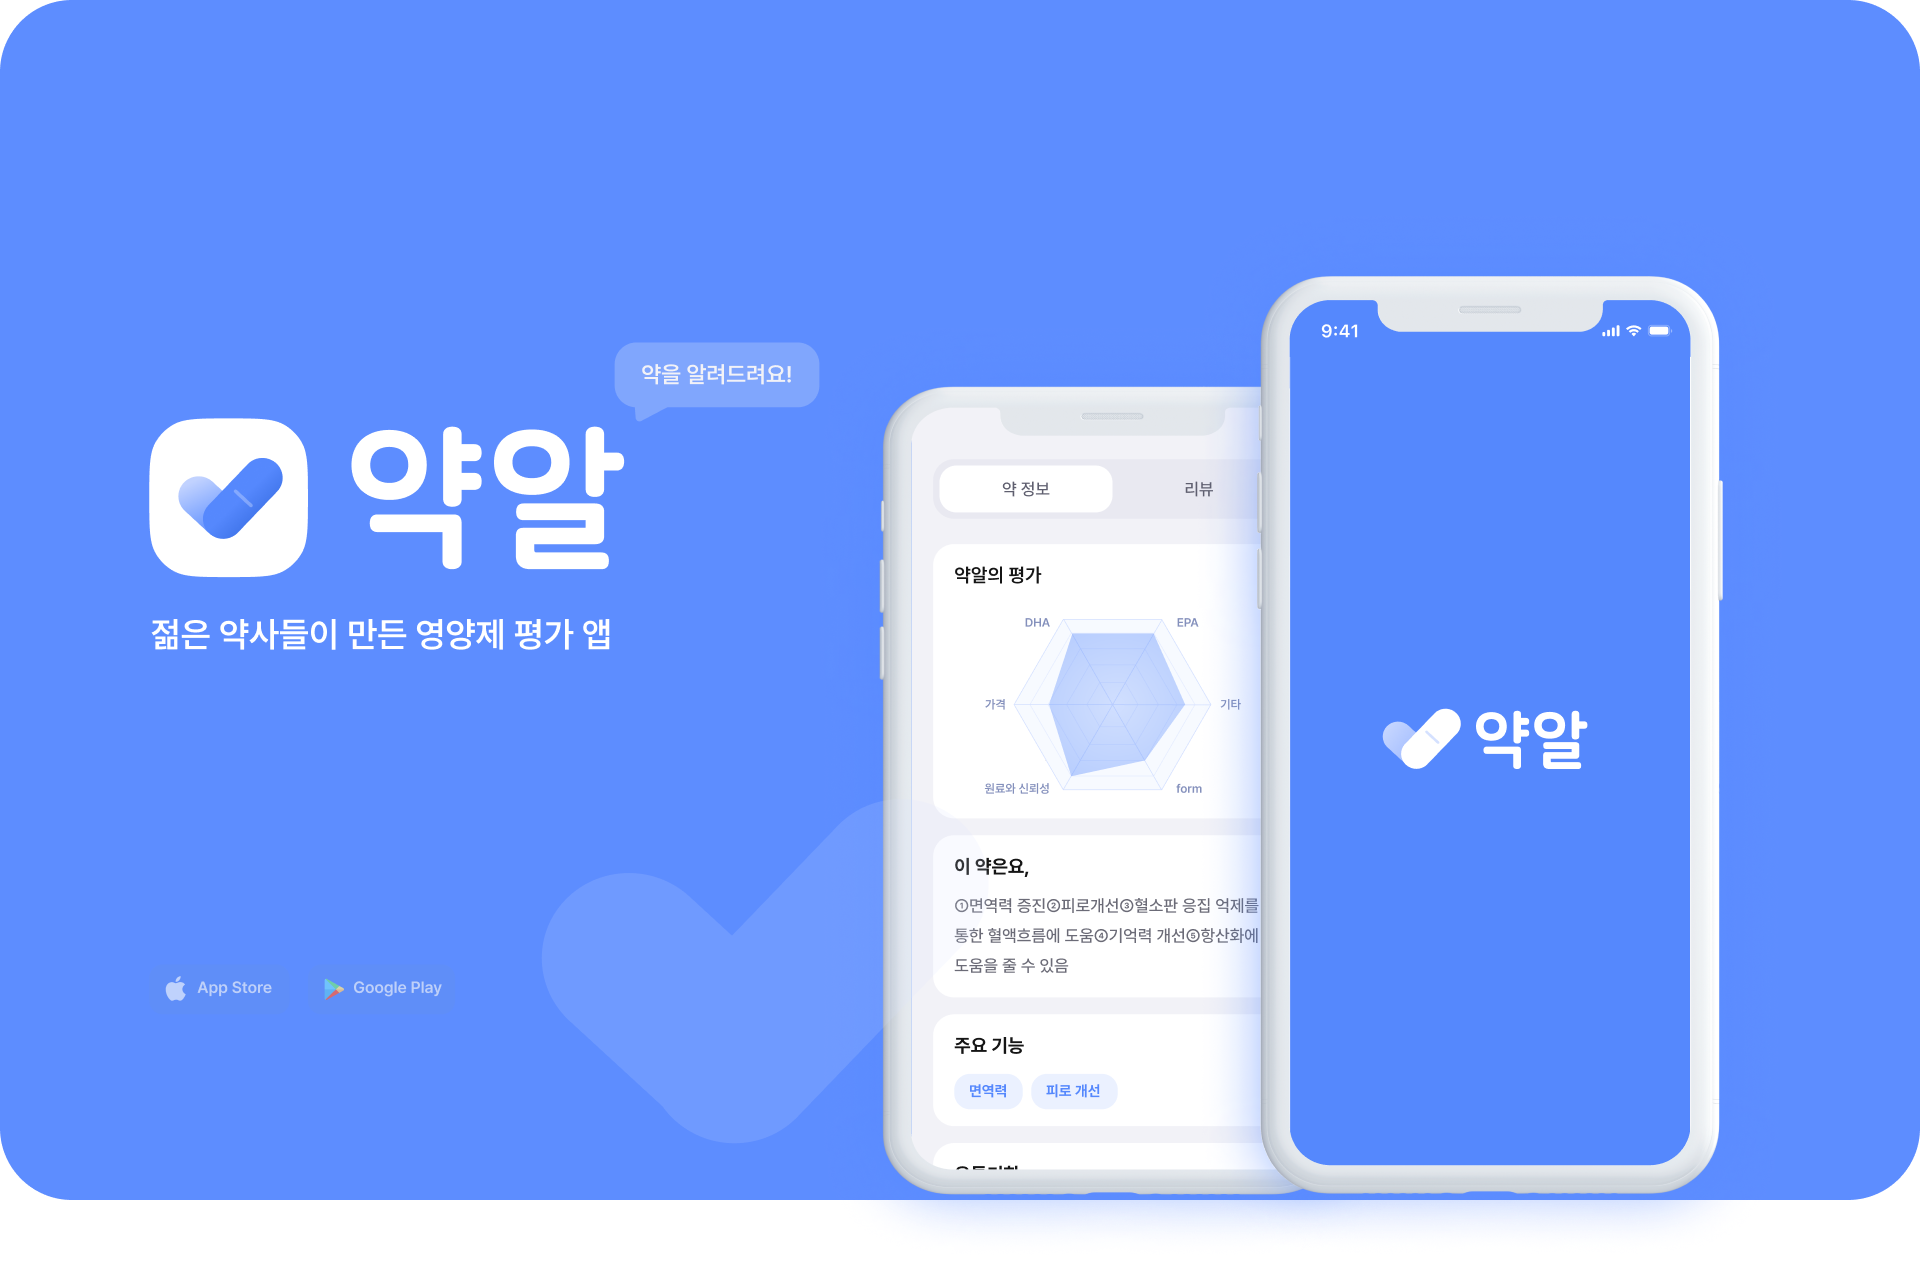 약을 알려드려요!
약알
젊은 약사들이 만든 영양제 평가 앱
App Store
Google Play
약 정보
리뷰
약알의 평가
DHA
EPA
가격
기타
원료와 신뢰성
form
이 약은요,
①면역력 증진②피로개선③혈소판 응집 억제를
통한 혈액흐름에 도움④기억력 개선⑤항산화에
도움을 줄 수 있음
주요 기능
면역력
피로 개선
9:41
약알